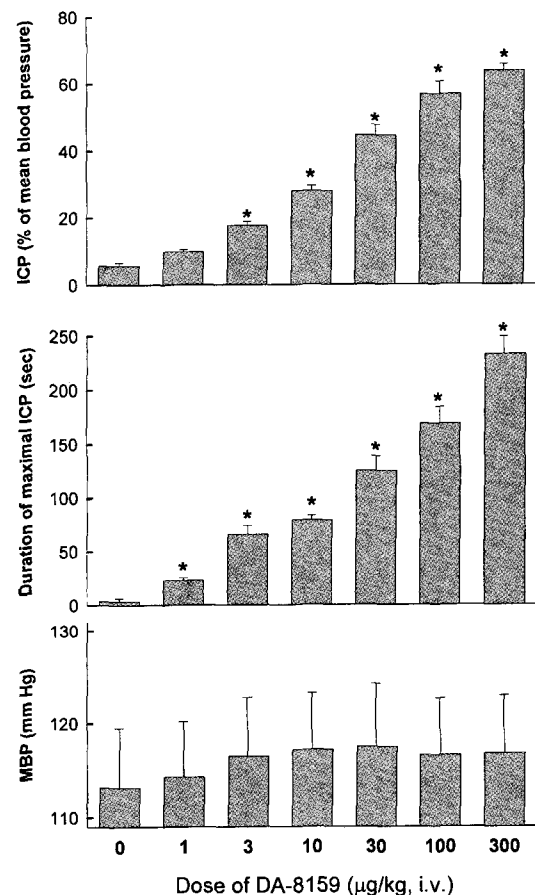 80
60
40
20
0
ICP (% of mean blood pressure)
* * * * *
250
200
150
100
50
0
Duration of maximal ICP (sec)
* * * * * *
130
120
110
MBP (mm Hg)
0 1 3 10 30 100 300
Dose of DA-8159 (µg/kg, i.v.)